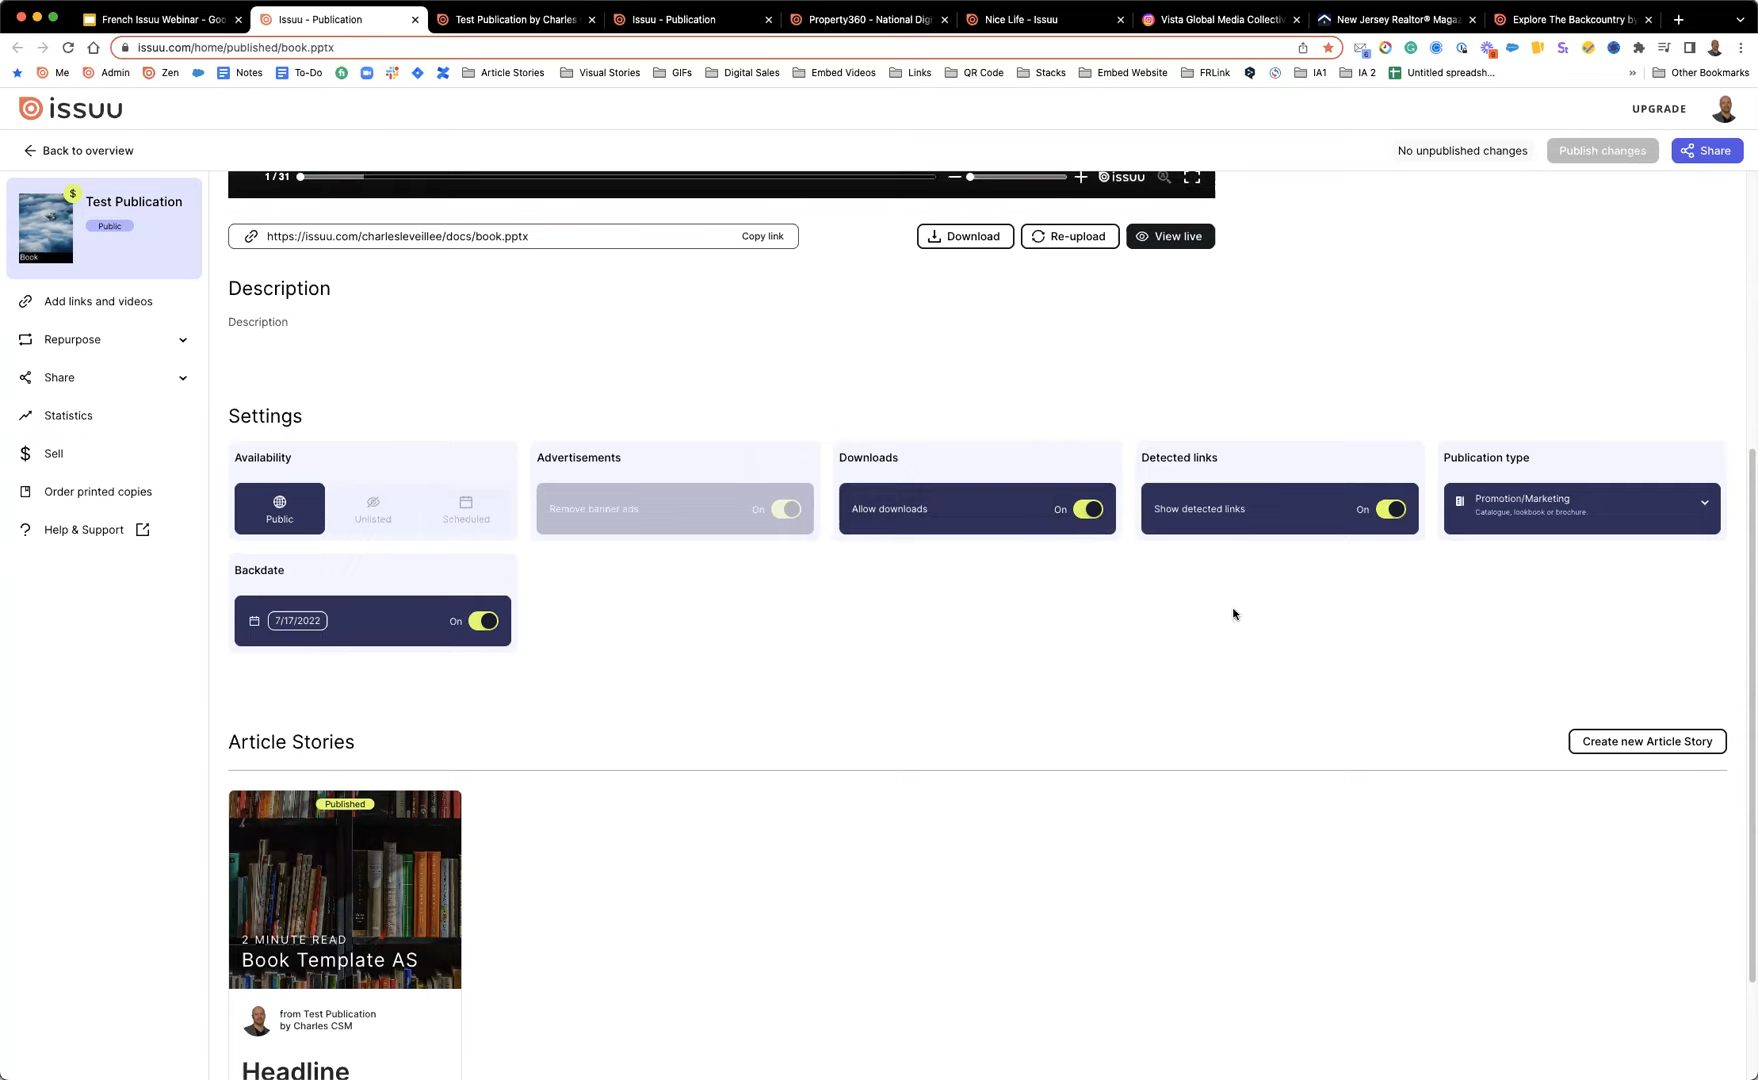 French Issuu Webinar - Goo
Issuu - Publication
Test Publication by Charles
Issuu - Publication
Property360 - National Digi
Nice Life - Issuu
Vista Global Media Collectiv
New Jersey Realtor® Magaz
Explore The Backcountry by
issuu.com/home/published/book.pptx
Me
Admin
Zen
Notes
To-Do
Article Stories
Visual Stories
GIFs
Digital Sales
Embed Videos
Links
QR Code
Stacks
Embed Website
FRLink
IA1
IA 2
Untitled spreadsh...
»
Other Bookmarks
issuu
UPGRADE
Back to overview
No unpublished changes
Publish changes
Share
Test Publication
Public
Book
$
Add links and videos
Repurpose
Share
Statistics
Sell
Order printed copies
Help & Support
1 / 31
issuu
https://issuu.com/charlesleveillee/docs/book.pptx
Copy link
Download
Re-upload
View live
Description
Description
Settings
Availability
Public
Unlisted
Scheduled
Advertisements
Remove banner ads
On
Downloads
Allow downloads
On
Detected links
Show detected links
On
Publication type
Promotion/Marketing
Catalogue, lookbook or brochure.
Backdate
7/17/2022
On
Article Stories
Create new Article Story
Published
2 MINUTE READ
Book Template AS
from Test Publication
by Charles CSM
Headline